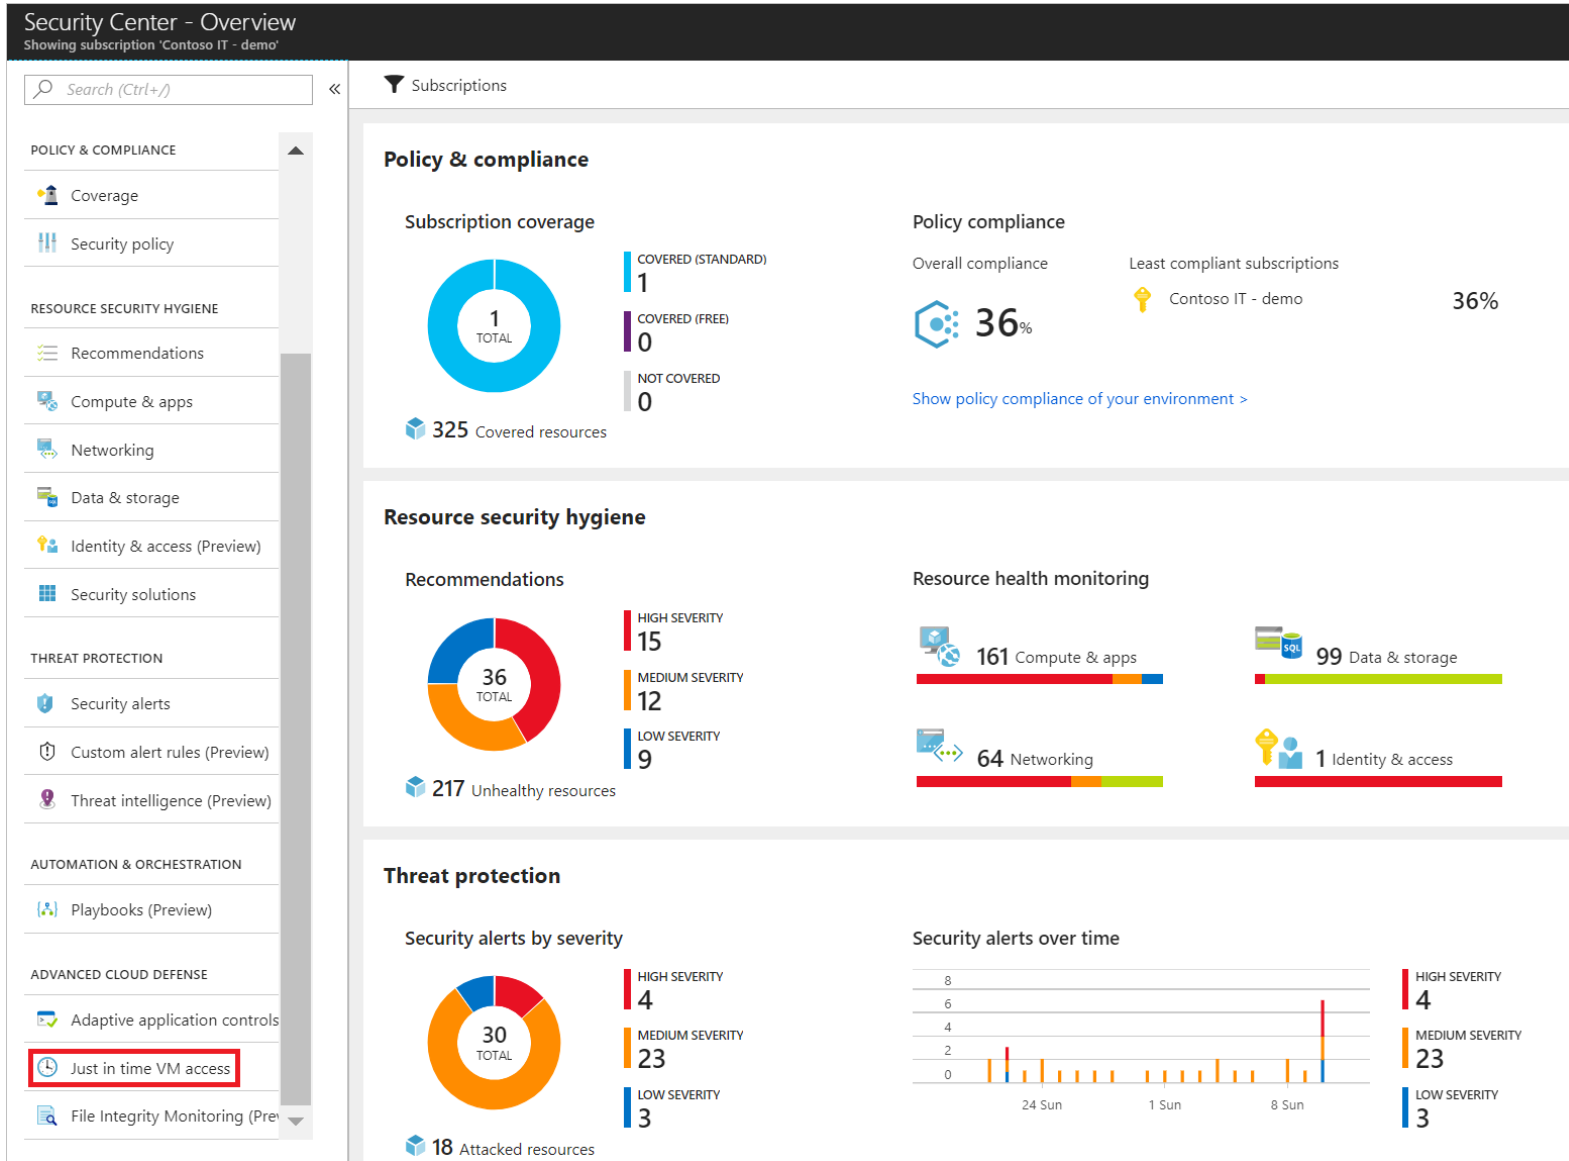 Security Center - Overview
Showing subscription 'Contoso IT - demo'
Search (Ctrl+/)
«
POLICY & COMPLIANCE
Coverage
Security policy
RESOURCE SECURITY HYGIENE
Recommendations
Compute & apps
Networking
Data & storage
Identity & access (Preview)
Security solutions
THREAT PROTECTION
Security alerts
Custom alert rules (Preview)
Threat intelligence (Preview)
AUTOMATION & ORCHESTRATION
Playbooks (Preview)
ADVANCED CLOUD DEFENSE
Adaptive application controls
Just in time VM access
File Integrity Monitoring (Prev
Subscriptions
Policy & compliance
Subscription coverage
1
TOTAL
COVERED (STANDARD)
1
COVERED (FREE)
0
NOT COVERED
0
325 Covered resources
Policy compliance
Overall compliance
36%
Least compliant subscriptions
Contoso IT - demo 36%
Show policy compliance of your environment >
Resource security hygiene
Recommendations
36
TOTAL
HIGH SEVERITY
15
MEDIUM SEVERITY
12
LOW SEVERITY
9
217 Unhealthy resources
Resource health monitoring
161 Compute & apps
SQL
99 Data & storage
64 Networking
1 Identity & access
Threat protection
Security alerts by severity
30
TOTAL
HIGH SEVERITY
4
MEDIUM SEVERITY
23
LOW SEVERITY
3
18 Attacked resources
Security alerts over time
8
6
4
2
0
24 Sun 1 Sun 8 Sun
HIGH SEVERITY
4
MEDIUM SEVERITY
23
LOW SEVERITY
3